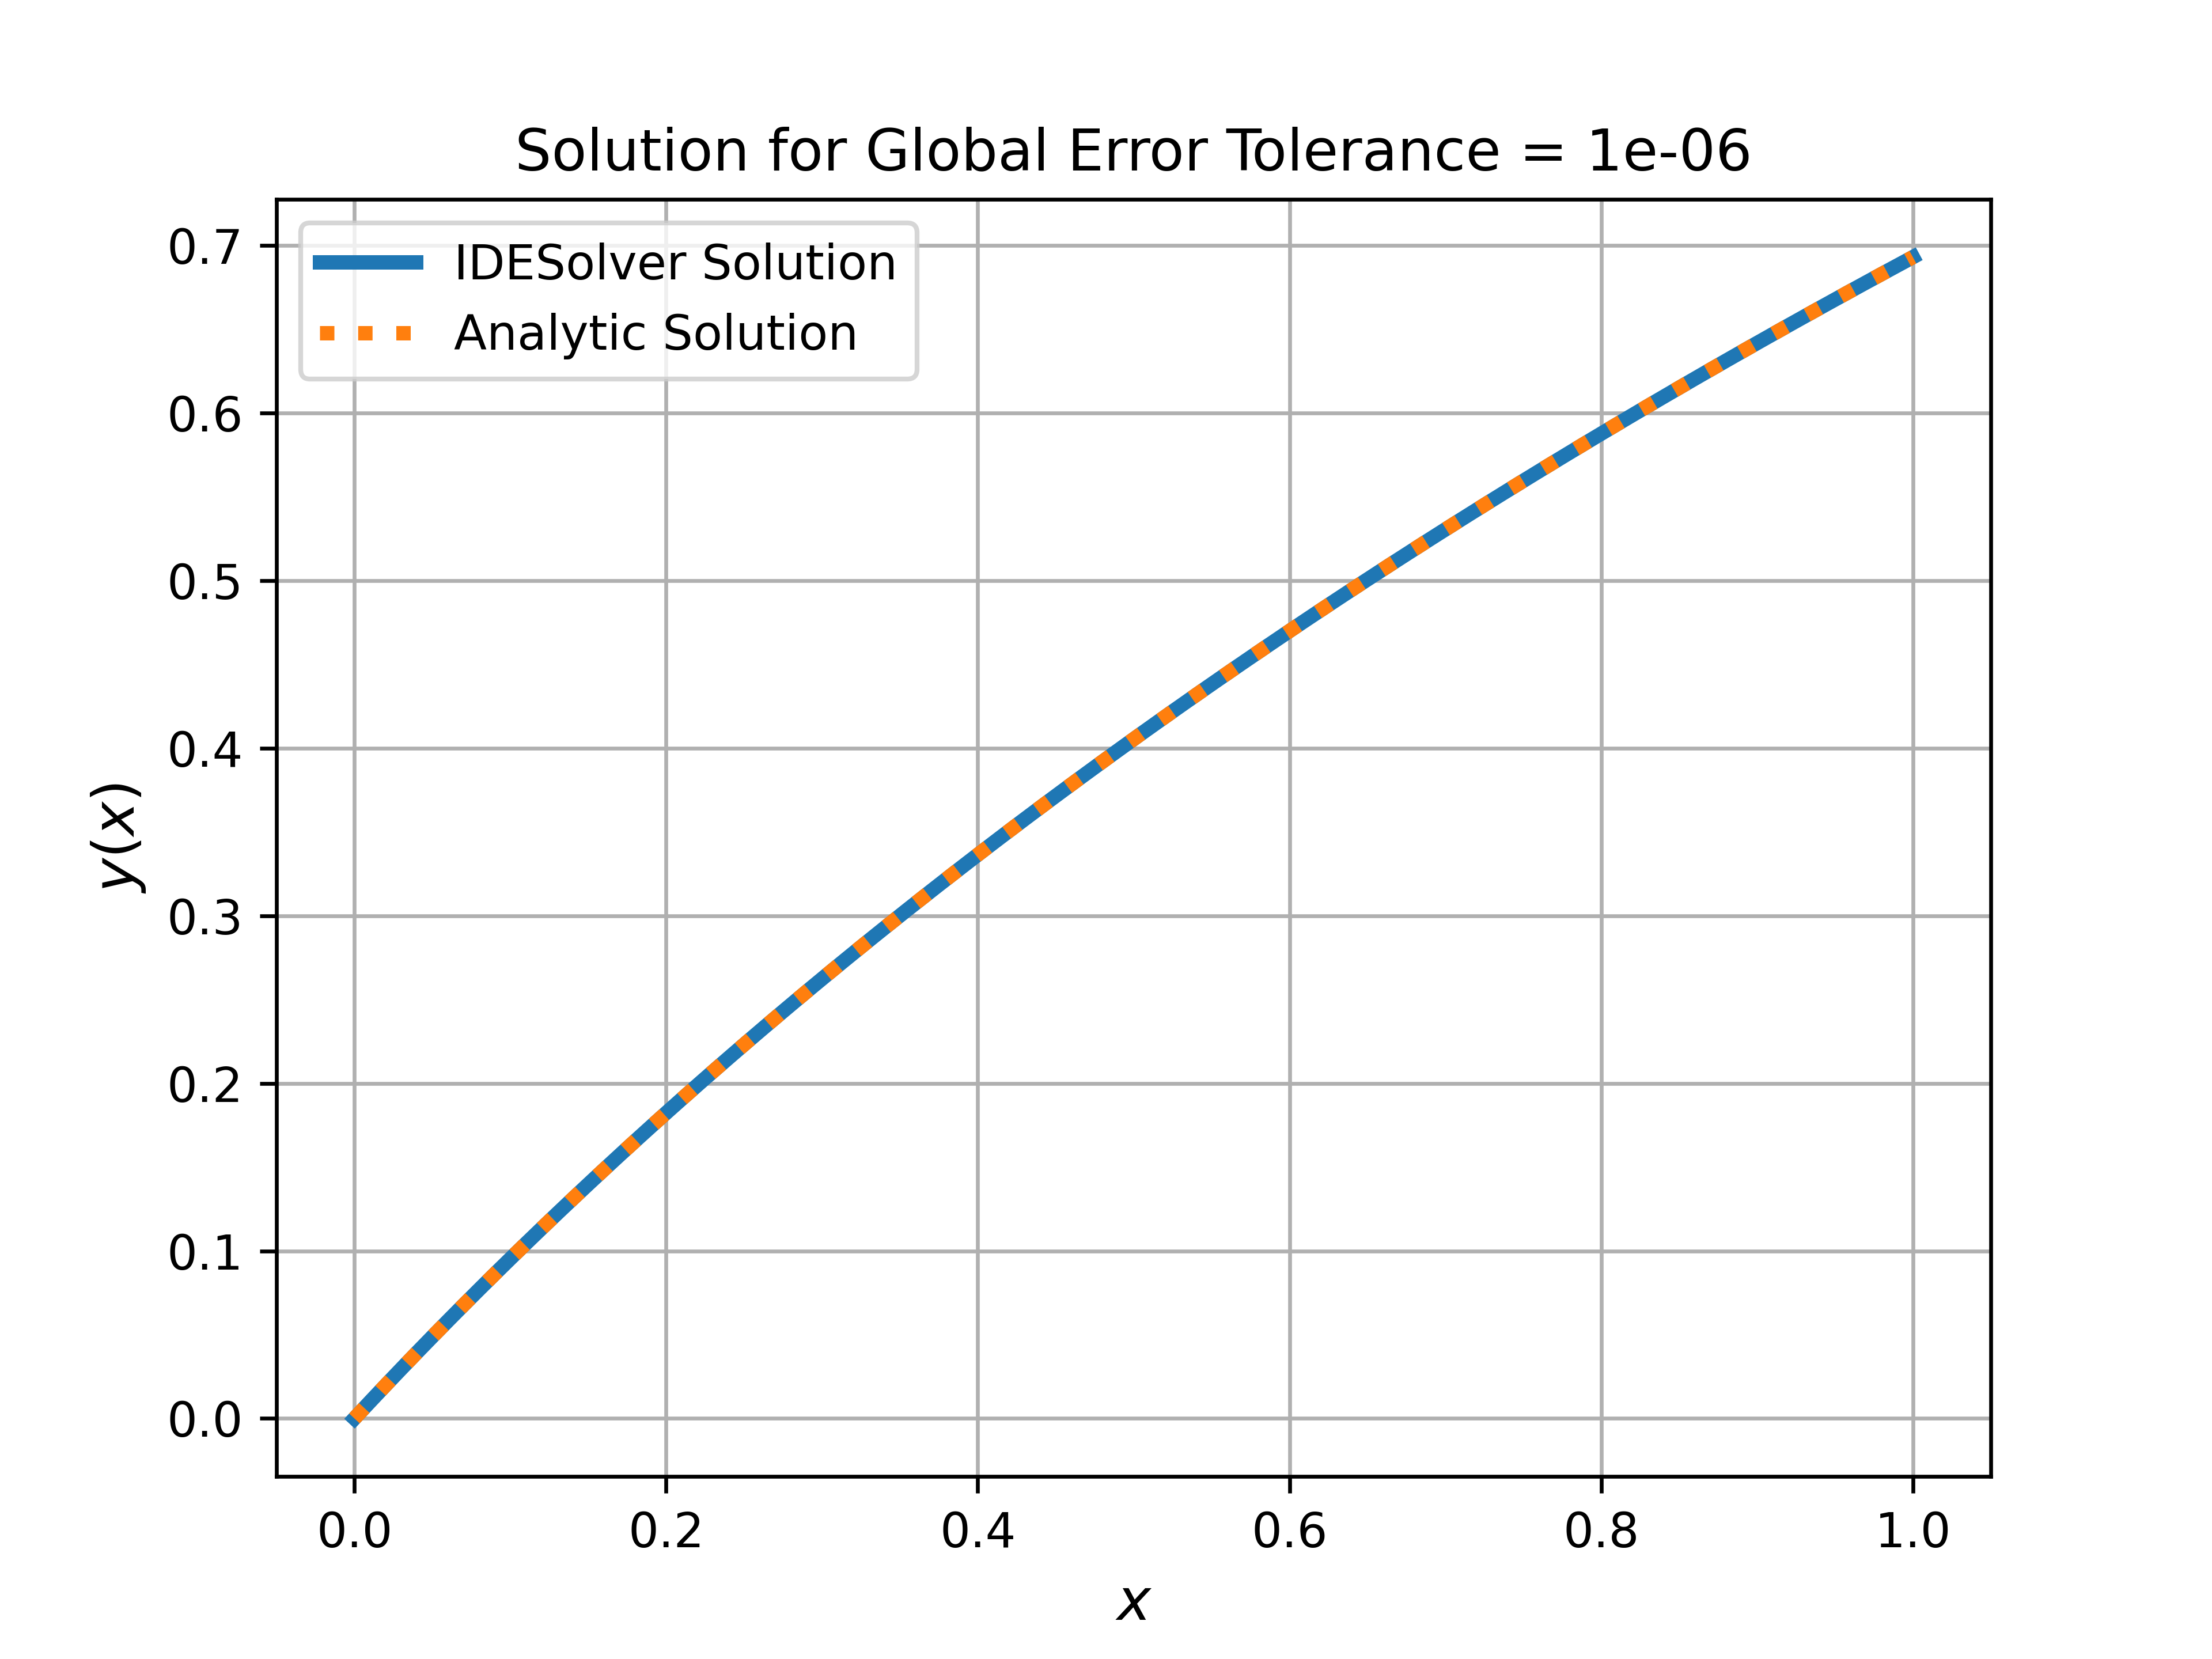 Solution for Global Error Tolerance = 1e-06
IDESolver Solution
Analytic Solution
0.7
0.6
0.5
0.4
0.3
0.2
0.1
0.0
y(x)
0.0 0.2 0.4 0.6 0.8 1.0
x